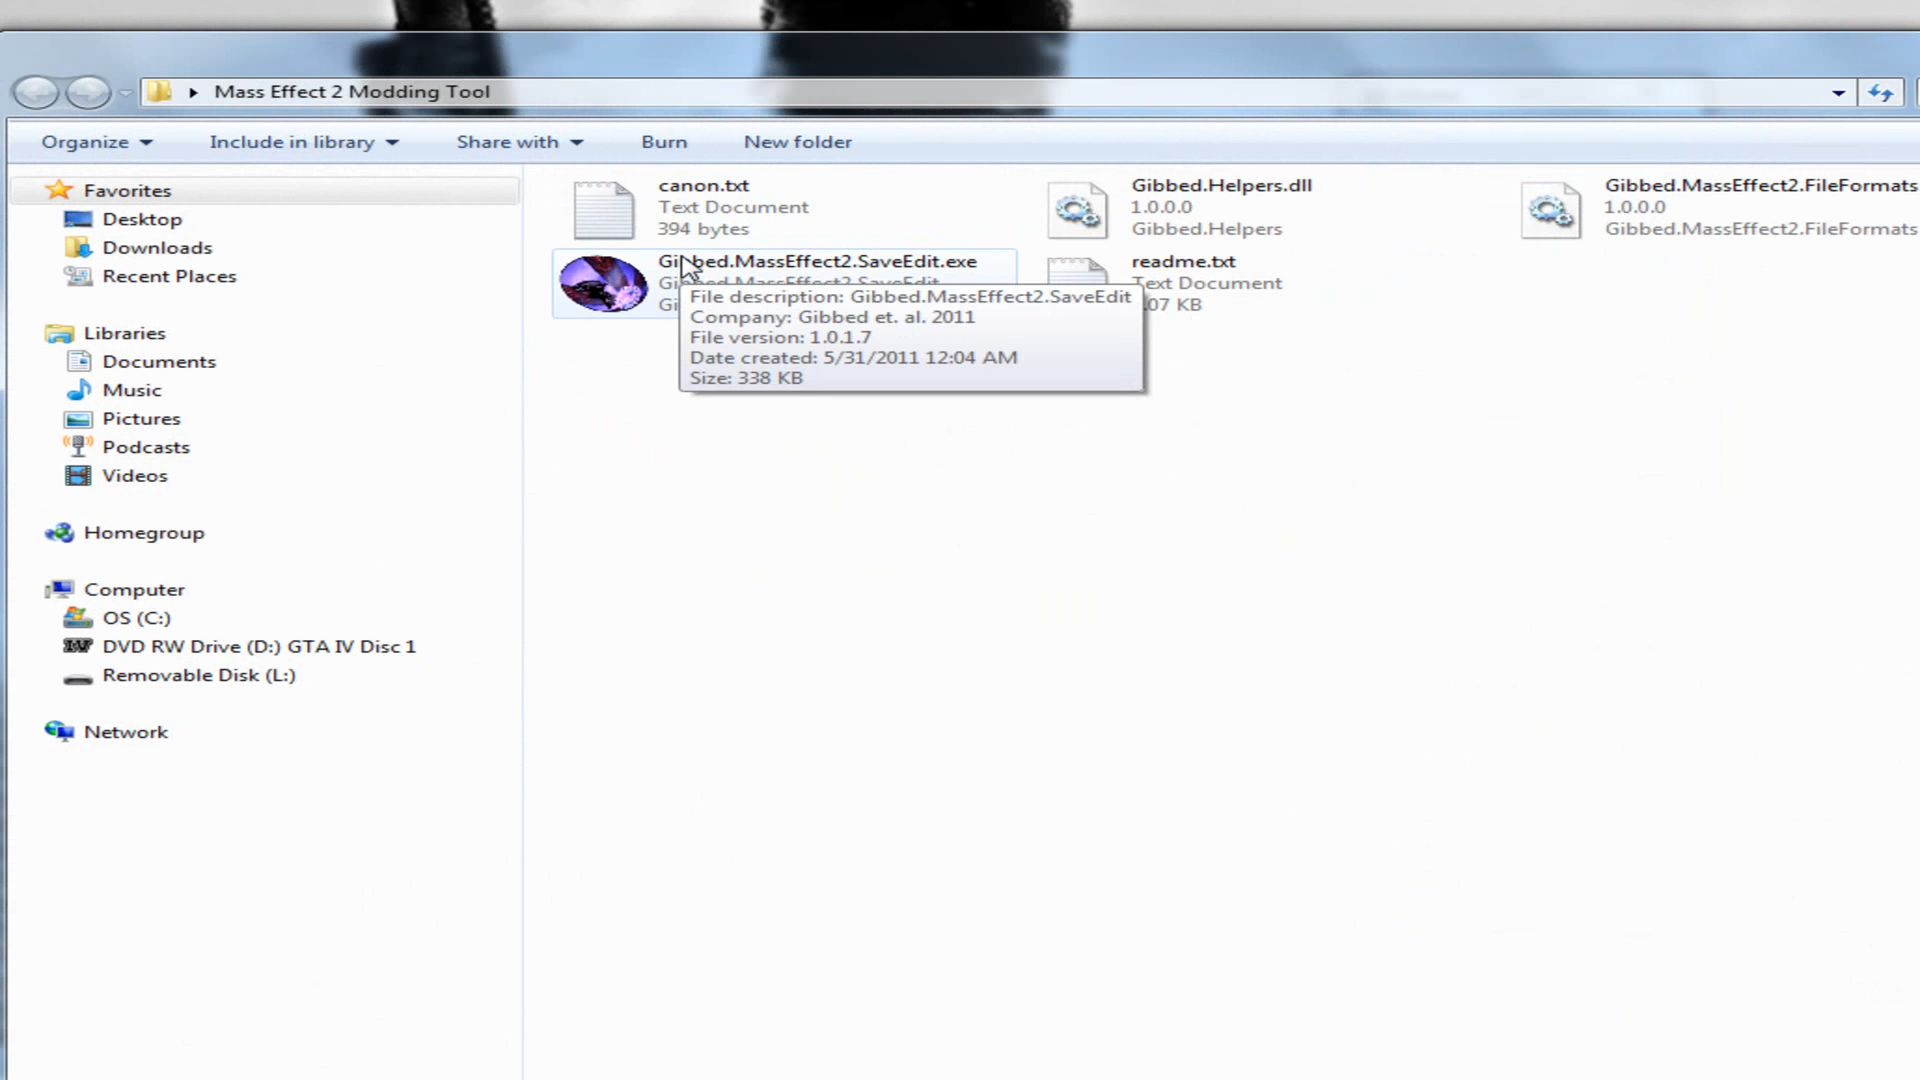 Mass Effect 2 Modding Tool
Organize
Include in library
Share with
Burn
New folder
Favorites
Desktop
Downloads
Recent Places
Libraries
Documents
Music
Pictures
Podcasts
Videos
Homegroup
Computer
OS (C:)
DVD RW Drive (D:) GTA IV Disc 1
Removable Disk (L:)
Network
canon.txt
Text Document
394 bytes
Gibbed.Helpers.dll
1.0.0.0
Gibbed.Helpers
Gibbed.MassEffect2.FileFormats
1.0.0.0
Gibbed.MassEffect2.FileFormats
Gibbed.MassEffect2.SaveEdit.exe
Gibbed.MassEffect2.SaveEdit
File description: Gibbed.MassEffect2.SaveEdit
Company: Gibbed et. al. 2011
File version: 1.0.1.7
Date created: 5/31/2011 12:04 AM
Size: 338 KB
readme.txt
Text Document
07 KB